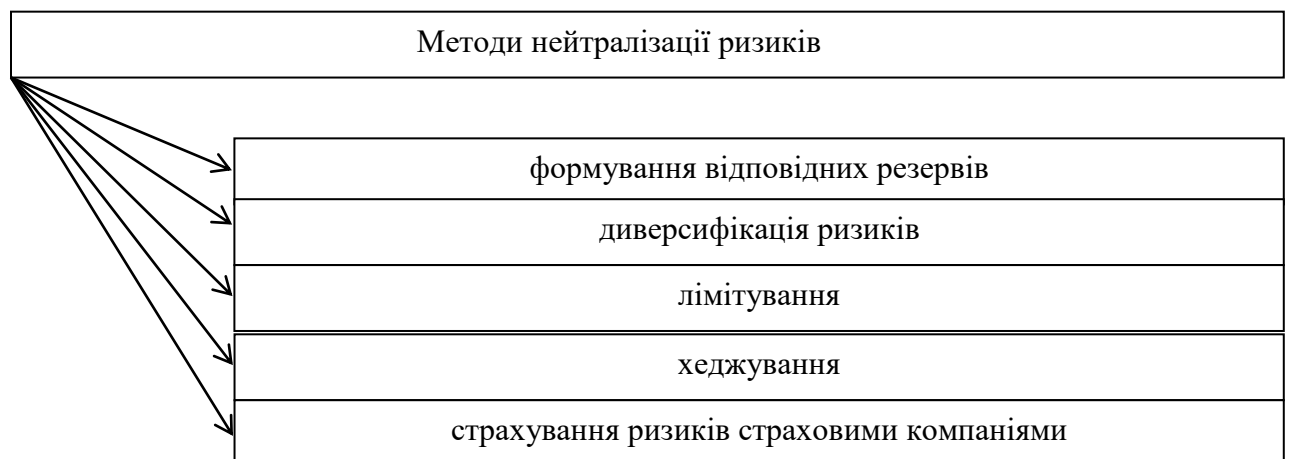 Методи нейтралізації ризиків
формування відповідних резервів
диверсифікація ризиків
лімітування
хеджування
страхування ризиків страховими компаніями